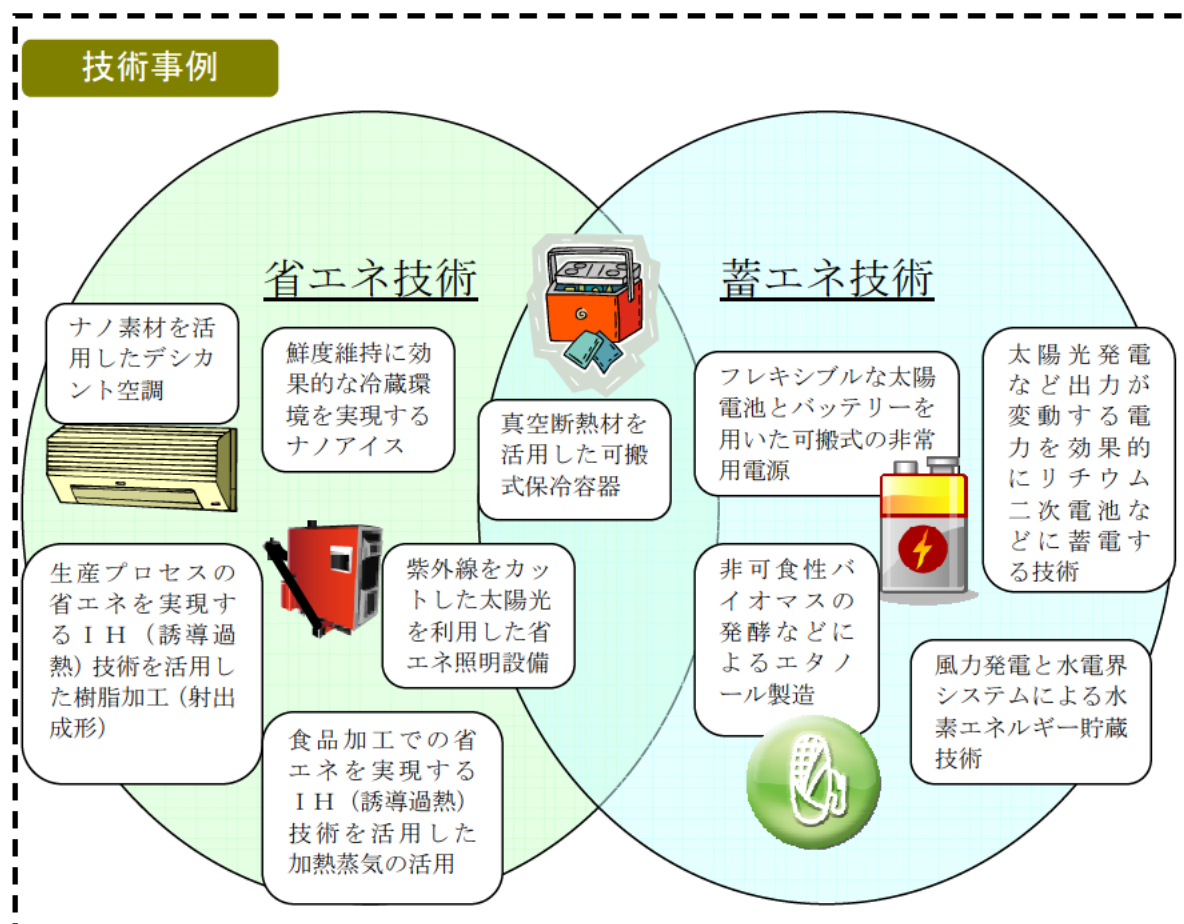 技術事例
省エネ技術
蓄エネ技術
ナノ素材を活
用したデシカ
ント空調
鮮度維持に効
果的な冷蔵環
境を実現する
ナノアイス
真空断熱材を
活用した可搬
式保冷容器
フレキシブルな太陽
電池とバッテリーを
用いた可搬式の非常
用電源
太陽光発電
など出力が
変動する電
力を効果的
にリチウム
二次電池な
どに蓄電す
る技術
生産プロセスの
省エネを実現す
るIH(誘導過
熱)技術を活用し
た樹脂加工(射出
成形)
紫外線をカッ
トした太陽光
を利用した省
エネ照明設備
非可食性バ
イオマスの
発酵などに
よるエタノ
ール製造
風力発電と水電界
システムによる水
素エネルギー貯蔵
技術
食品加工での省
エネを実現する
IH(誘導過熱)
技術を活用した
加熱蒸気の活用